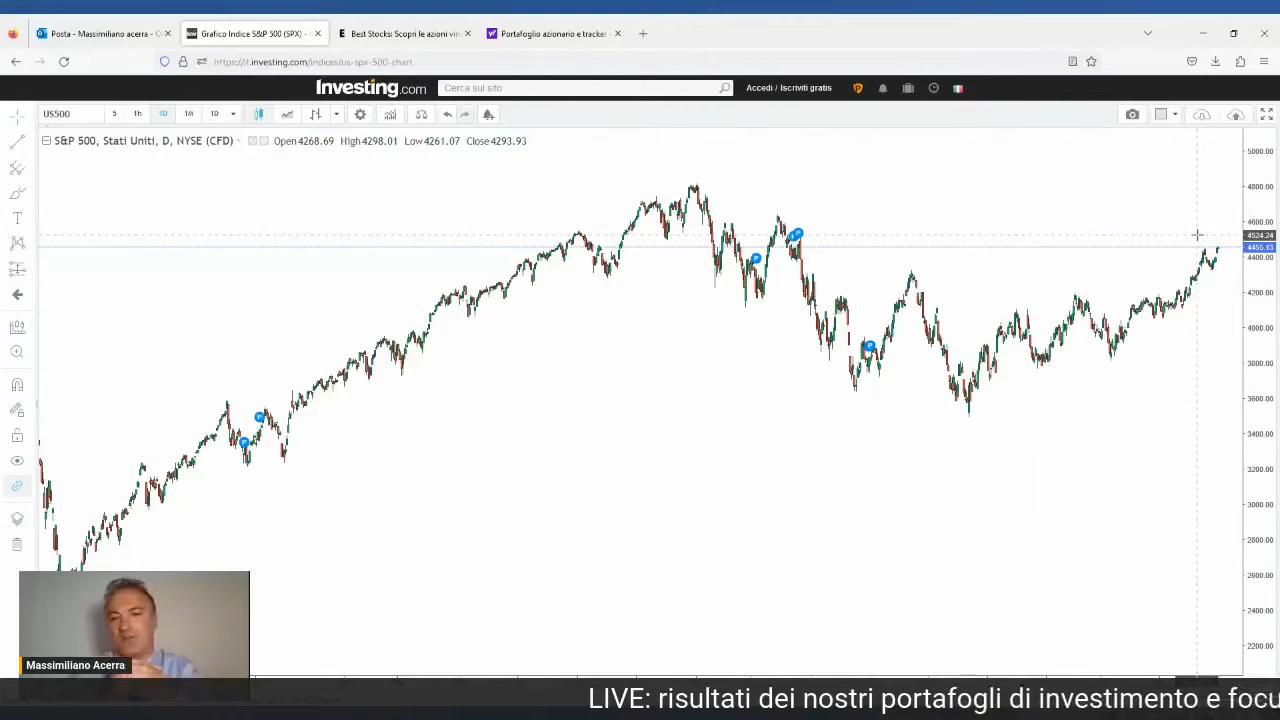 Posta - Massimiliano acerra - O
Grafico Indice S&P 500 (SPX) -
Best Stocks: Scopri le azioni vin
Portafoglio azionario e tracker -
https://it.investing.com/indices/us-spx-500-chart
Investing.com
Cerca sul sito
Accedi / Iscriviti gratis
US500
5
1h
1D
1M
1D
S&P 500, Stati Uniti, D, NYSE (CFD)
Open 4268.69 High 4298.01 Low 4261.07 Close 4293.93
5000.00
4800.00
4600.00
4524.24
4455.13
4400.00
4200.00
4000.00
3800.00
3600.00
3400.00
3200.00
3000.00
2800.00
2600.00
2400.00
2200.00
P
P
P
P
P
Massimiliano Acerra
LIVE: risultati dei nostri portafogli di investimento e focu